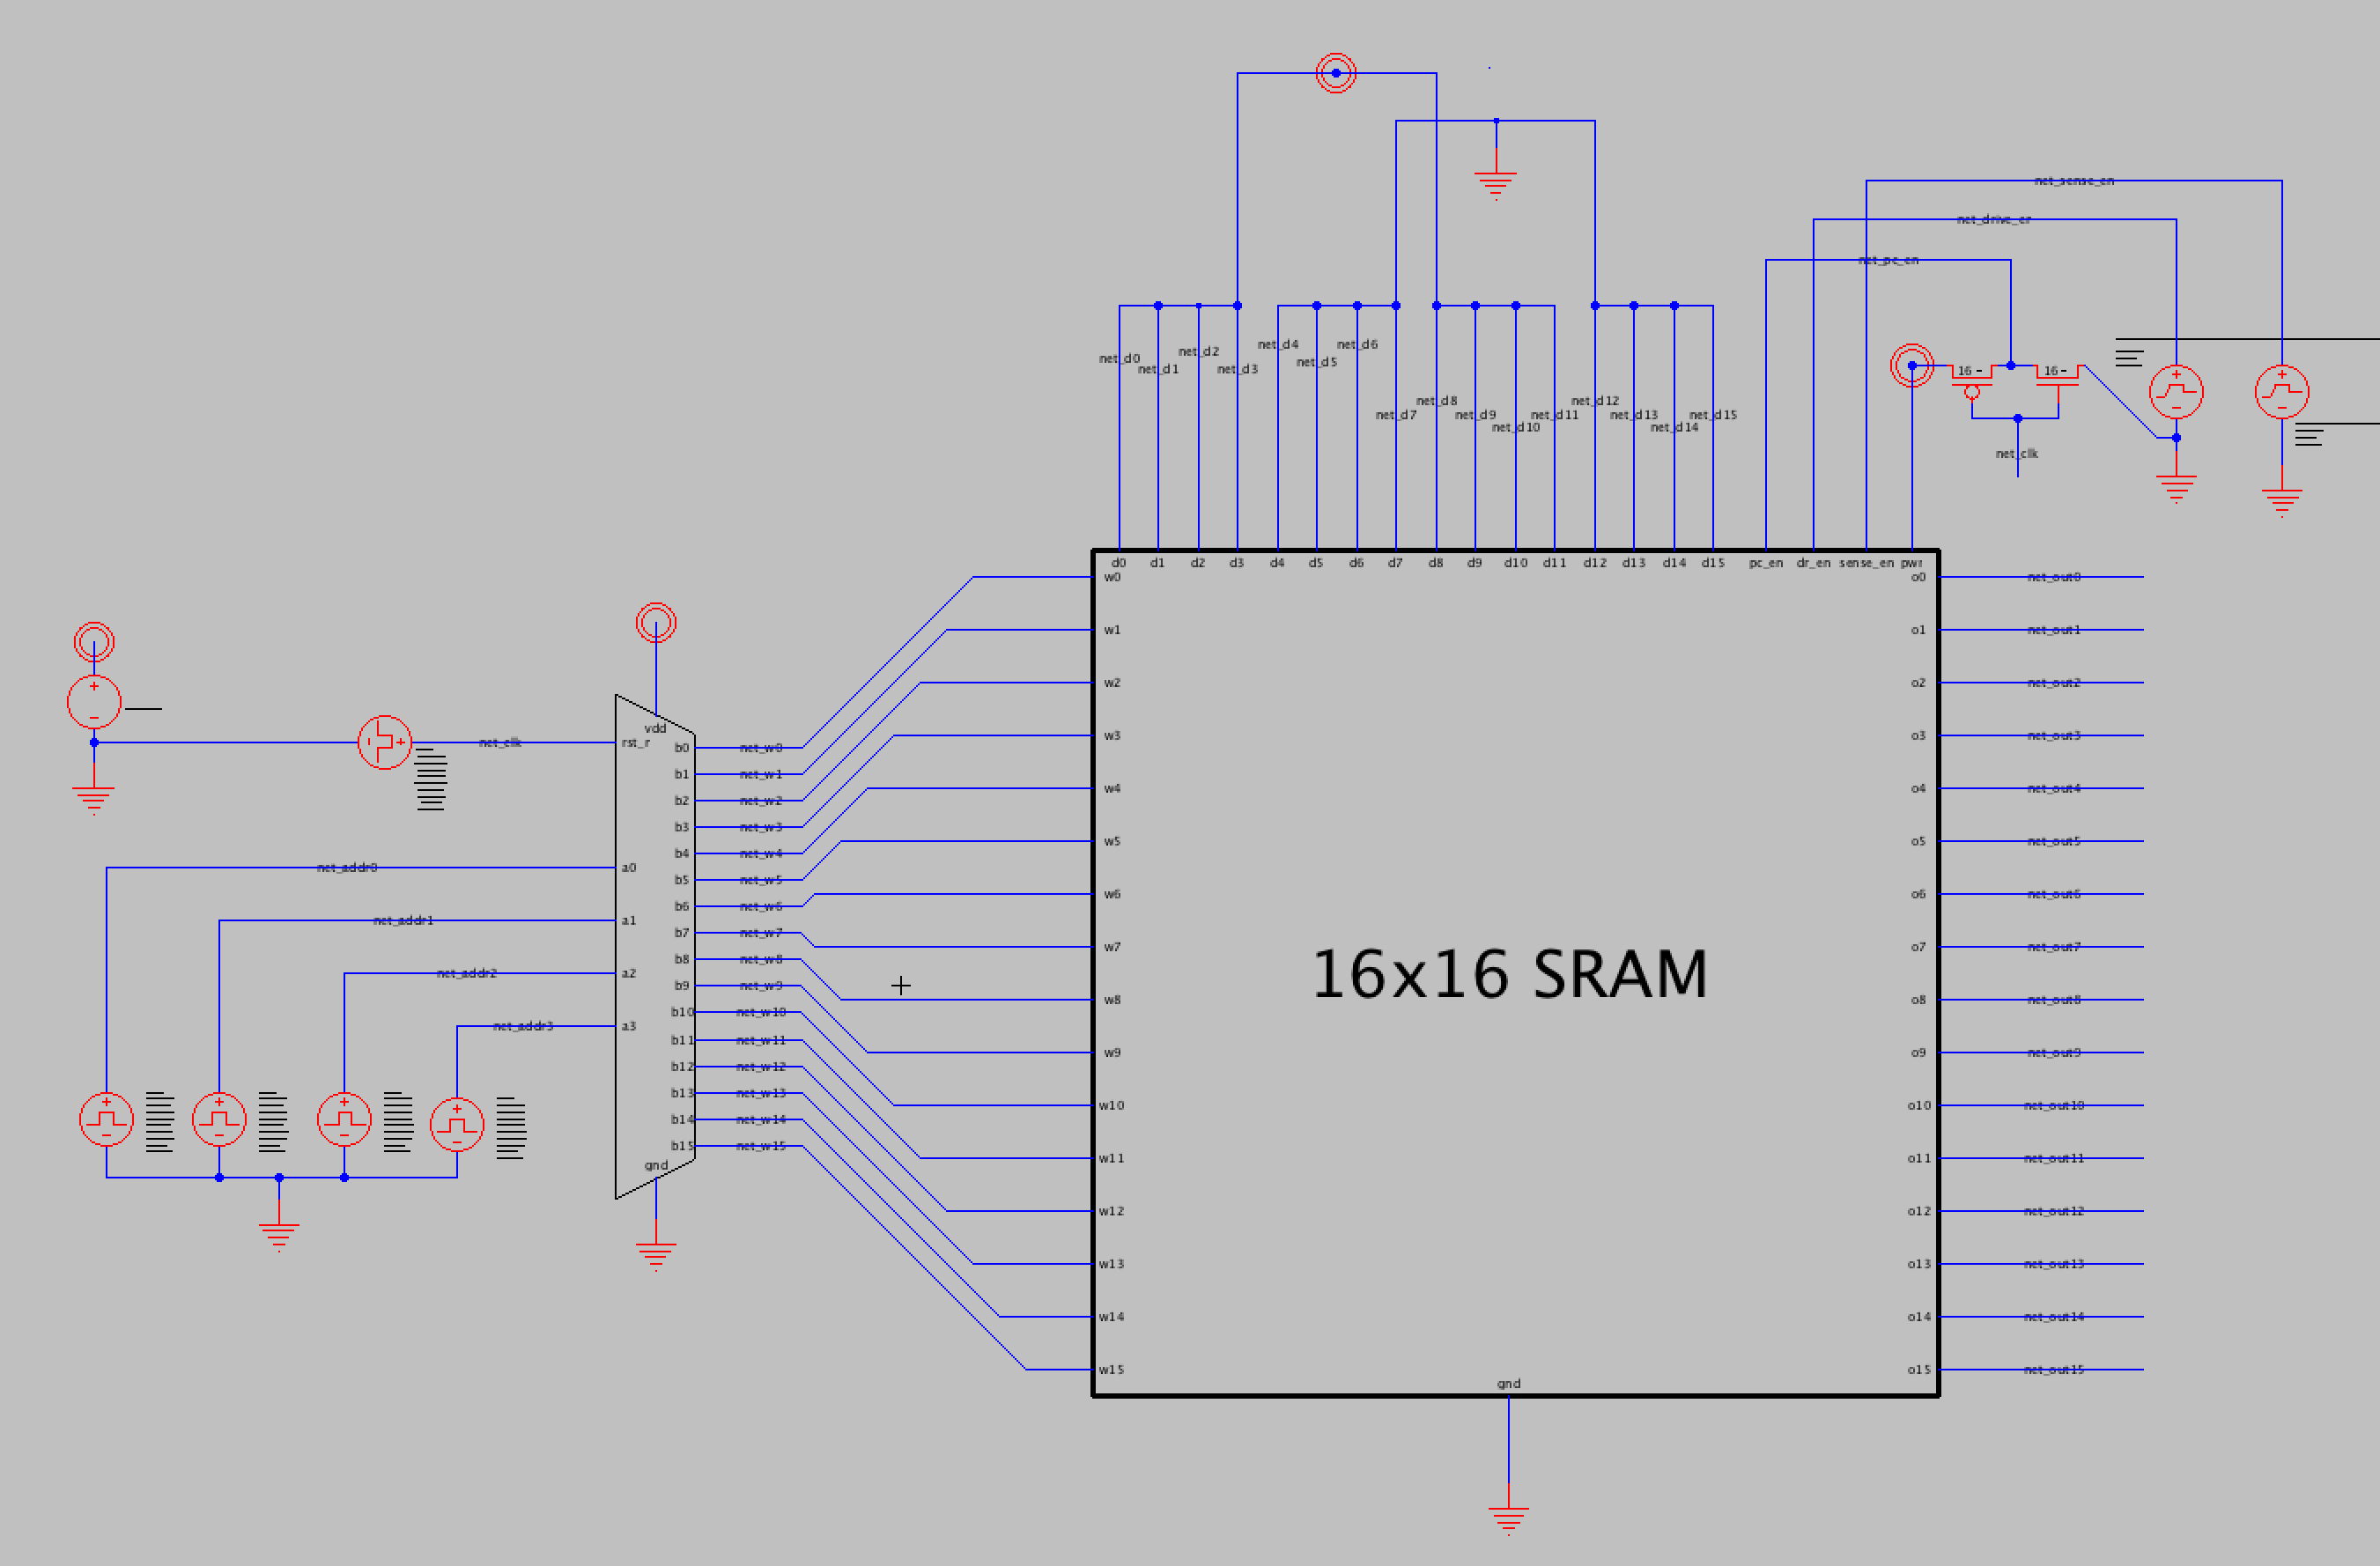 net_sense_en
net_drive_en
net_pc_en
net_d0
net_d1
net_d2
net_d3
net_d4
net_d5
net_d6
net_d7
net_d8
net_d9
net_d10
net_d11
net_d12
net_d13
net_d14
net_d15
16
16
net_clk
d0 d1 d2 d3 d4 d5 d6 d7 d8 d9 d10 d11 d12 d13 d14 d15 pc_en dr_en sense_en pwr
w0
w1
w2
w3
w4
w5
w6
w7
w8
w9
w10
w11
w12
w13
w14
w15
16x16 SRAM
gnd
o0 net_out0
o1 net_out1
o2 net_out2
o3 net_out3
o4 net_out4
o5 net_out5
o6 net_out6
o7 net_out7
o8 net_out8
o9 net_out9
o10 net_out10
o11 net_out11
o12 net_out12
o13 net_out13
o14 net_out14
o15 net_out15
vdd
net_clk rst_r
net_addr0 a0
net_addr1 a1
net_addr2 a2
net_addr3 a3
b0 net_w0
b1 net_w1
b2 net_w2
b3 net_w3
b4 net_w4
b5 net_w5
b6 net_w6
b7 net_w7
b8 net_w8
b9 net_w9
b10 net_w10
b11 net_w11
b12 net_w12
b13 net_w13
b14 net_w14
b15 net_w15
gnd